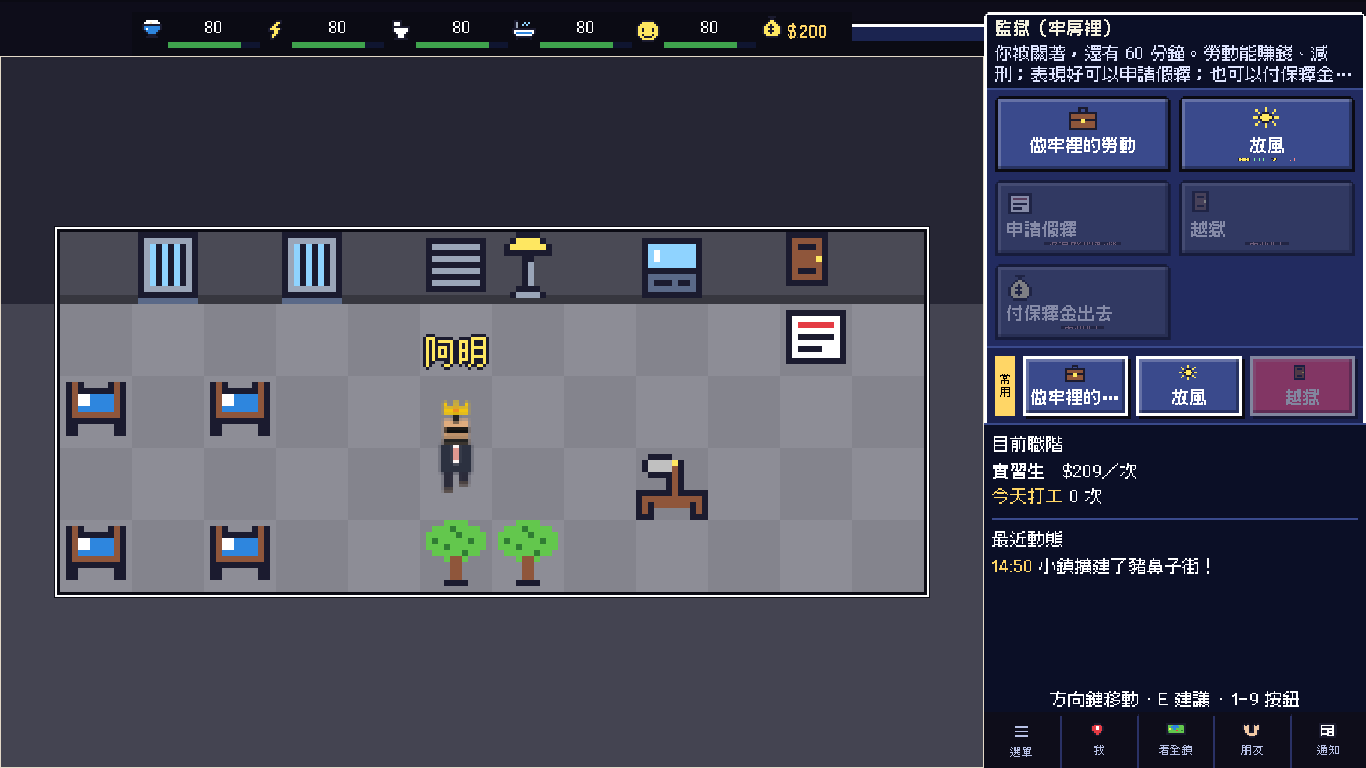 80
80
80
80
80
$200
監獄（牢房裡）
你被關著，還有 60 分鐘。勞動能賺錢、減
刑；表現好可以申請假釋；也可以付保釋金…
做牢裡的勞動
放風
申請假釋
越獄
付保釋金出去
常用
做牢裡的…
放風
越獄
阿明
目前職階
實習生 $209／次
今天打工 0 次
最近動態
14:50 小鎮擴建了豬鼻子街！
方向鍵移動 · E 建議 · 1-9 按鈕
選單
我
看全鎮
朋友
通知